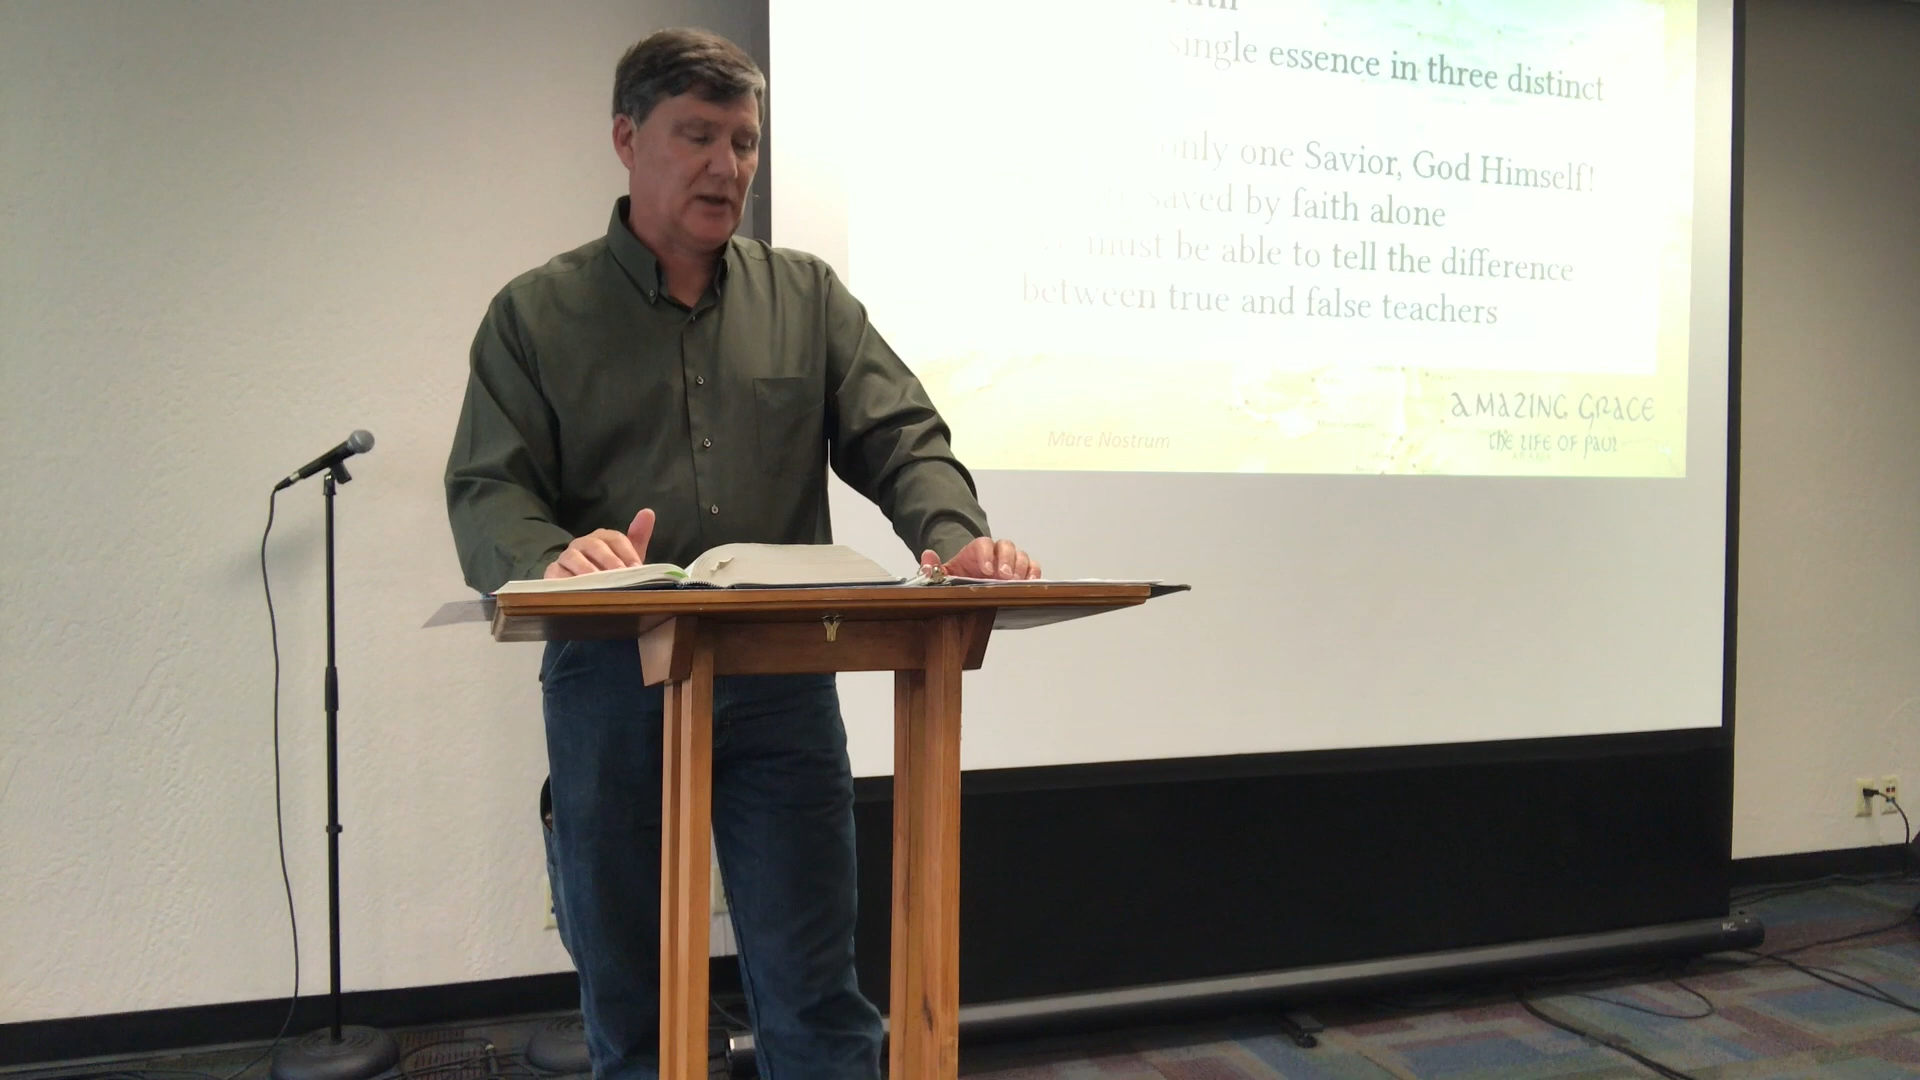 single essence in three distinct
only one Savior, God Himself!
saved by faith alone
must be able to tell the difference
between true and false teachers
AMAZING GRACE
THE LIFE OF PAUL
Mare Nostrum